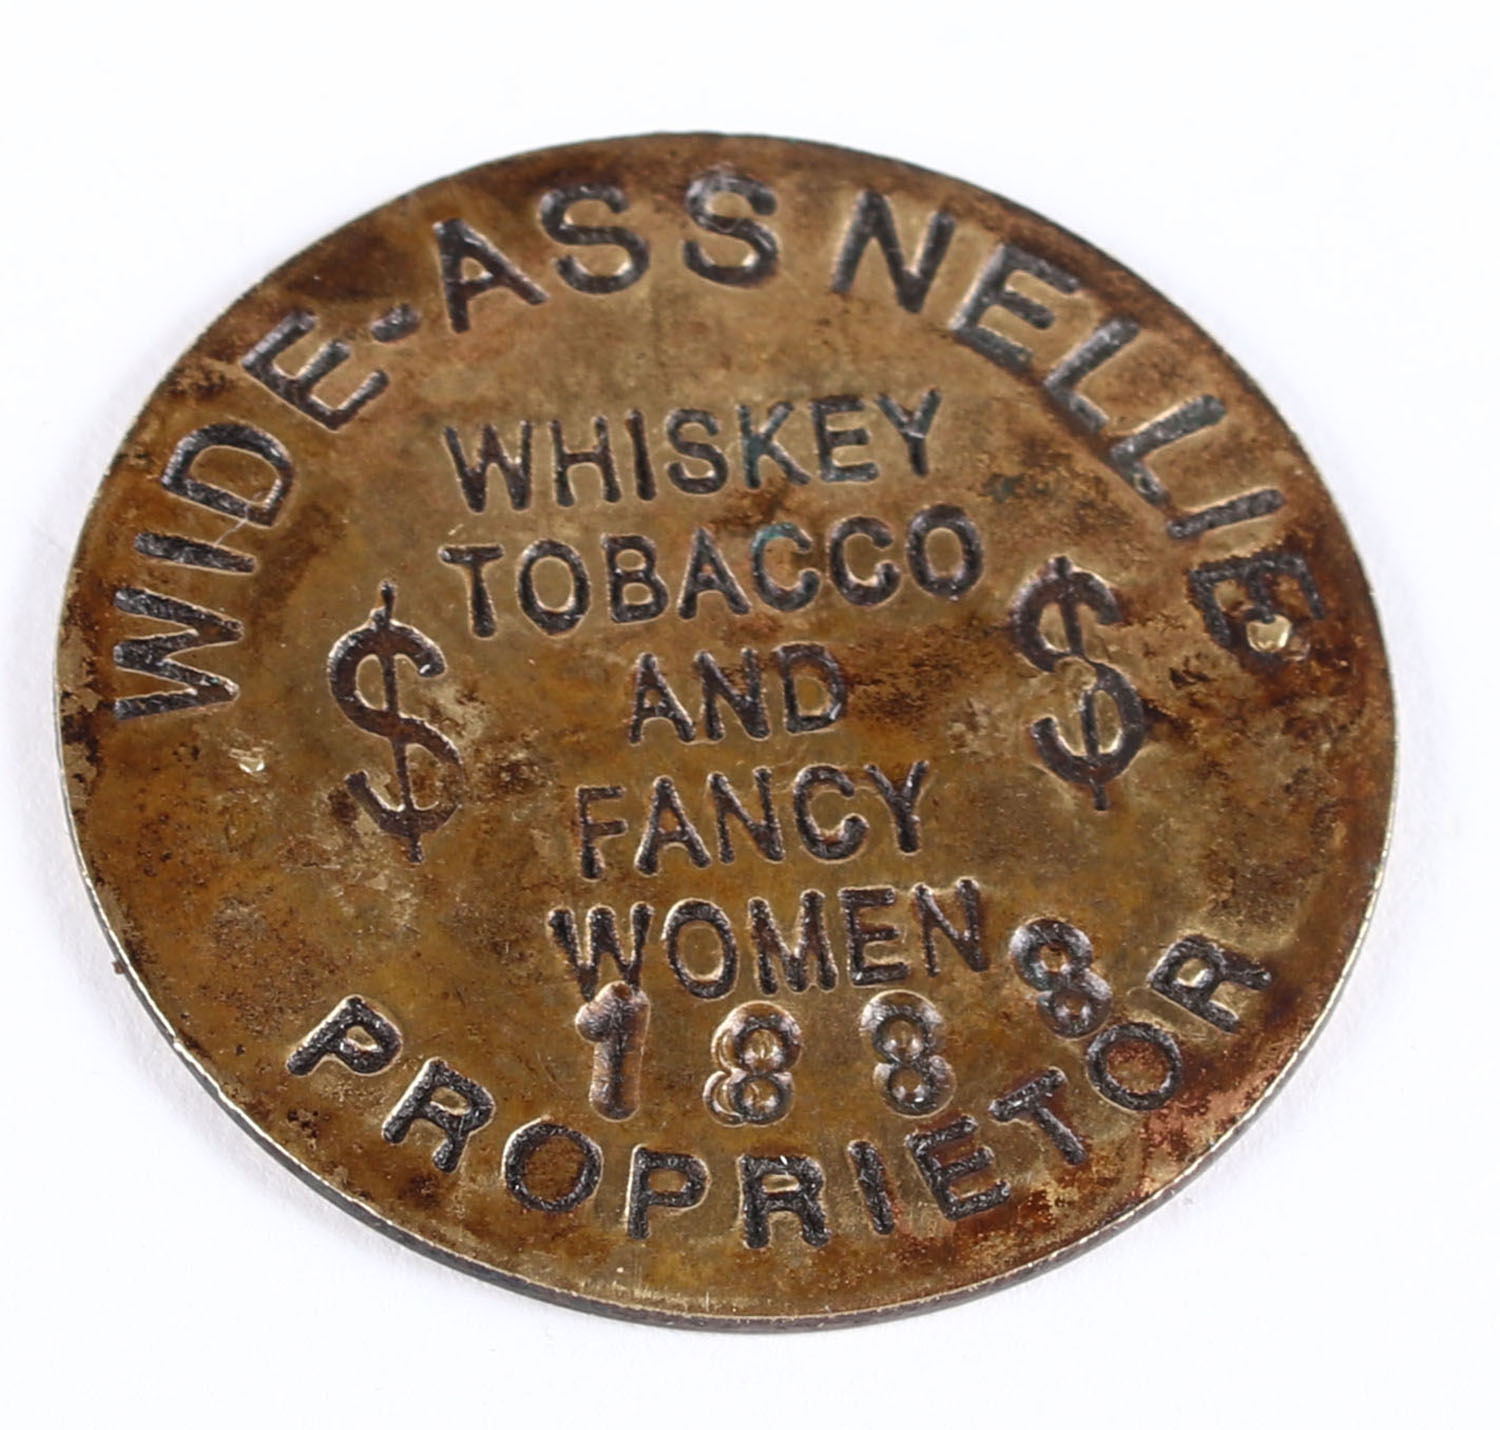 WIDE-ASS NELLIE
WHISKEY
TOBACCO
$ AND $
FANCY
WOMEN
1888
PROPRIETOR